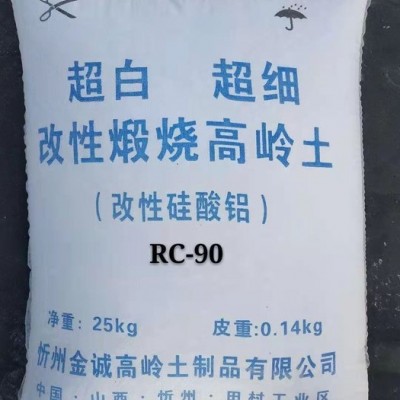 超白 超细
改性煅烧高岭土
(改性硅酸铝)
RC-90
净重:25kg 皮重:0.14kg
忻州金诚高岭土制品有限公司
中国·山西·忻州·田村工业区